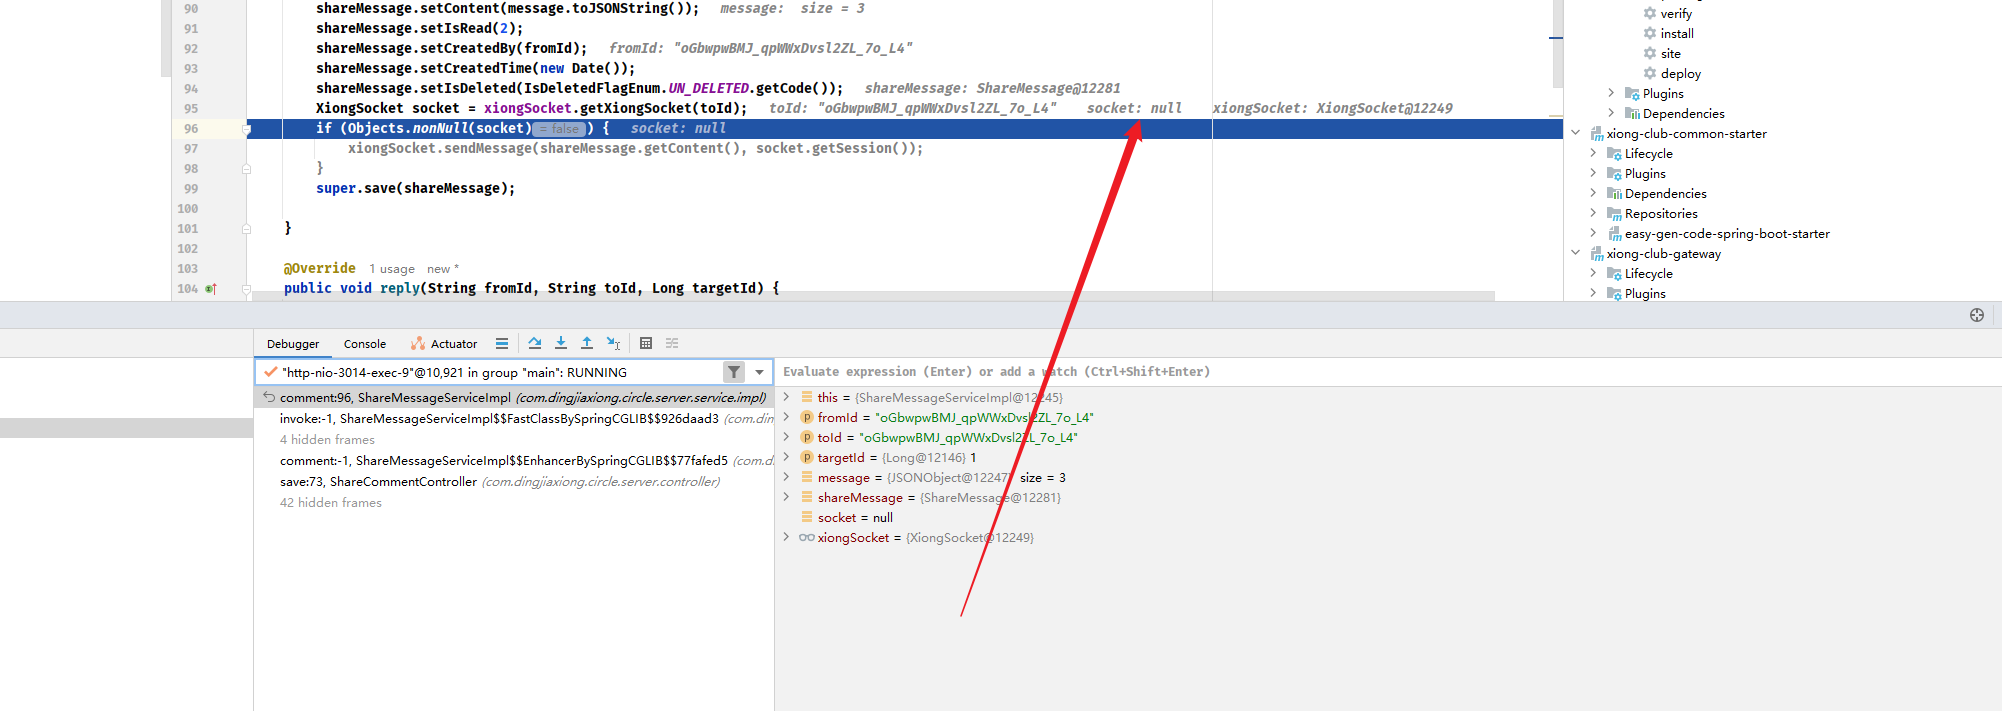 90 shareMessage.setContent(message.toJSONString()); message: size = 3
91 shareMessage.setIsRead(2);
92 shareMessage.setCreatedBy(fromId); fromId: "oGbwpwBMJ_qpWWxDvsl2ZL_7o_L4"
93 shareMessage.setCreatedTime(new Date());
94 shareMessage.setIsDeleted(IsDeletedFlagEnum.UN_DELETED.getCode()); shareMessage: ShareMessage@12281
95 XiongSocket socket = xiongSocket.getXiongSocket(toId); toId: "oGbwpwBMJ_qpWWxDvsl2ZL_7o_L4" socket: null xiongSocket: XiongSocket@12249
96 if (Objects.nonNull(socket) = false ) { socket: null
97 xiongSocket.sendMessage(shareMessage.getContent(), socket.getSession());
98 }
99 super.save(shareMessage);
100
101 }
102
103 @Override 1 usage new *
104 public void reply(String fromId, String toId, Long targetId) {
verify
install
site
deploy
Plugins
Dependencies
xiong-club-common-starter
Lifecycle
Plugins
Dependencies
Repositories
easy-gen-code-spring-boot-starter
xiong-club-gateway
Lifecycle
Plugins
Debugger Console Actuator
"http-nio-3014-exec-9"@10,921 in group "main": RUNNING
comment:96, ShareMessageServiceImpl (com.dingjiaxiong.circle.server.service.impl)
invoke:-1, ShareMessageServiceImpl$$FastClassBySpringCGLIB$$926daad3 (com.din
4 hidden frames
comment:-1, ShareMessageServiceImpl$$EnhancerBySpringCGLIB$$77fafed5 (com.d
save:73, ShareCommentController (com.dingjiaxiong.circle.server.controller)
42 hidden frames
Evaluate expression (Enter) or add a watch (Ctrl+Shift+Enter)
this = {ShareMessageServiceImpl@12245}
fromId = "oGbwpwBMJ_qpWWxDvsl2ZL_7o_L4"
toId = "oGbwpwBMJ_qpWWxDvsl2ZL_7o_L4"
targetId = {Long@12146} 1
message = {JSONObject@12247} size = 3
shareMessage = {ShareMessage@12281}
socket = null
xiongSocket = {XiongSocket@12249}